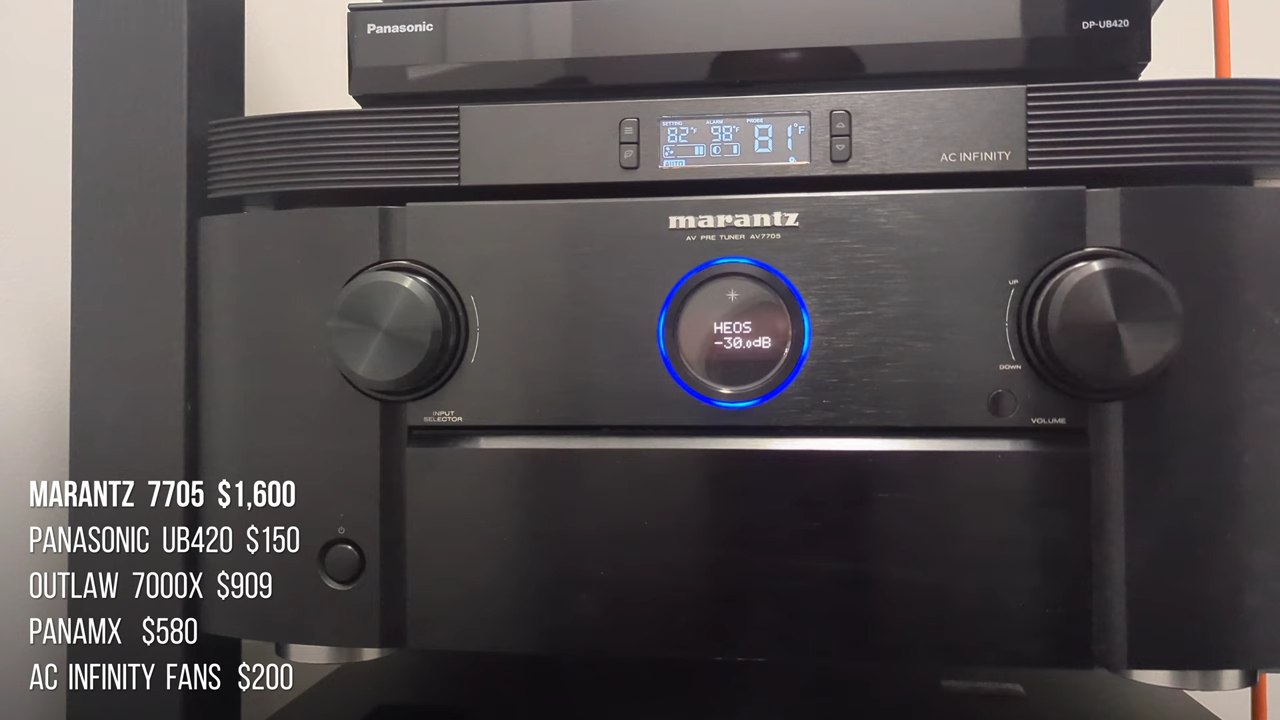 Panasonic
DP-UB420
SETTING ALARM PROBE
82°F 98°F 81°F
AUTO
AC INFINITY
marantz
AV PRE TUNER AV7705
HEOS
-30.0dB
UP
DOWN
INPUT
SELECTOR
VOLUME
MARANTZ 7705 $1,600
PANASONIC UB420 $150
OUTLAW 7000X $909
PANAMX $580
AC INFINITY FANS $200